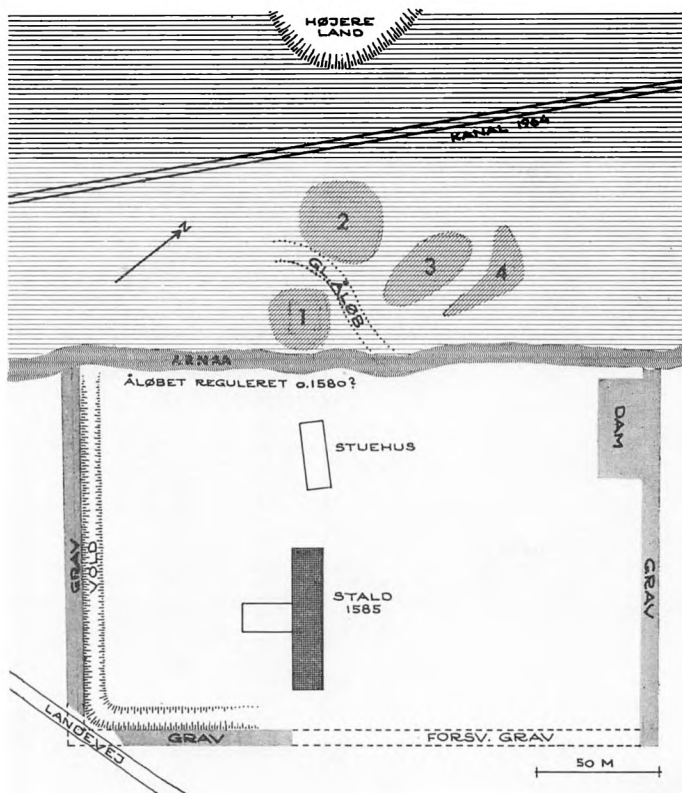 HØJERE
LAND
KANAL 1964
N
2
3
4
GL. ÅLØB
1
ARNAA
ÅLØBET REGULERET o.1580?
DAM
STUEHUS
GRAV
VOLD
GRAV
STALD
1585
LANDEVEJ
GRAV
FORSV. GRAV
50 M